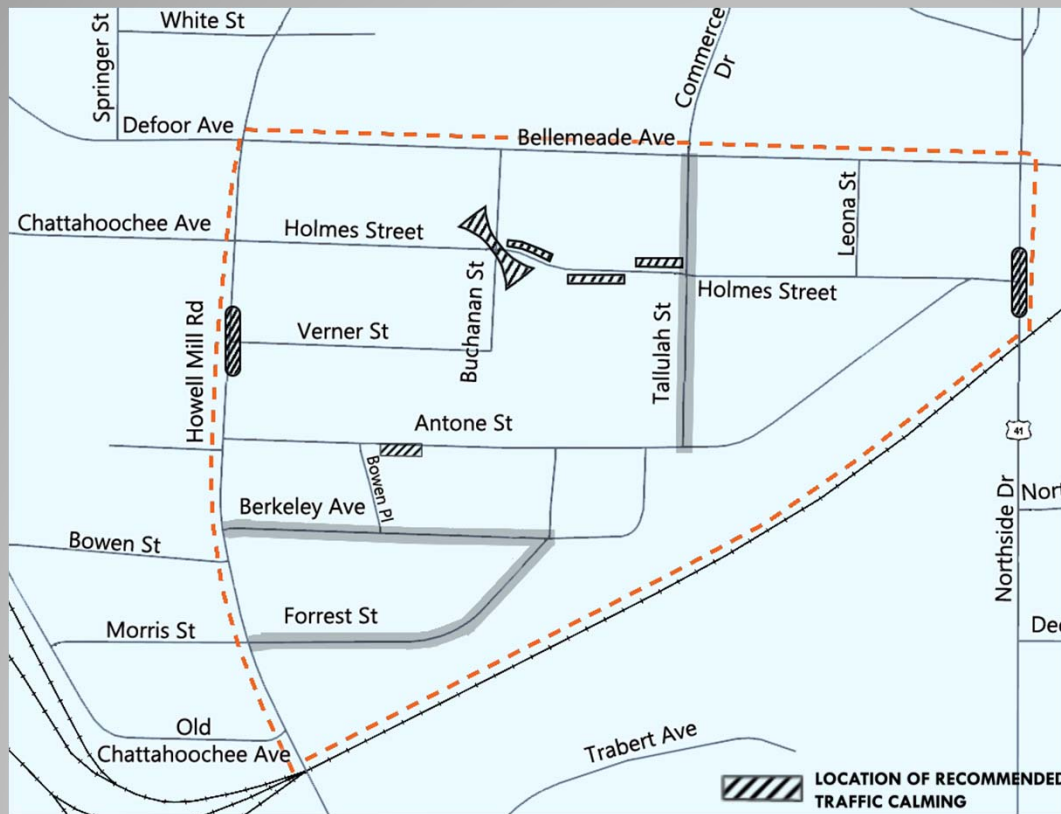 White St
Springer St
Commerce
Dr
Defoor Ave
Bellemeade Ave
Chattahoochee Ave
Holmes Street
Leona St
Buchanan St
Holmes Street
Howell Mill Rd
Verner St
Tallulah St
Antone St
41
Bowen Pl
Berkeley Ave
Northside Dr
Nort
Bowen St
Forrest St
Morris St
Dec
Old
Chattahoochee Ave
Trabert Ave
LOCATION OF RECOMMENDED
TRAFFIC CALMING